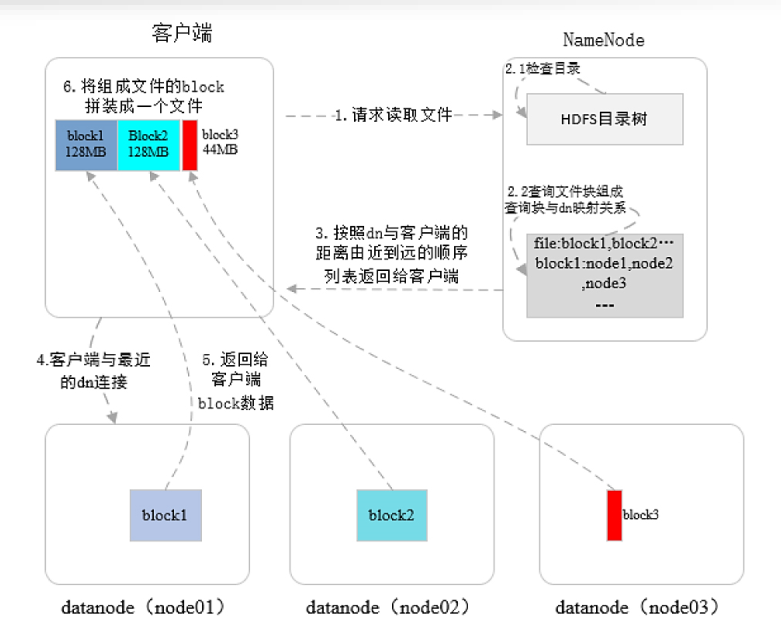 客户端
NameNode
6. 将组成文件的block
拼装成一个文件
block1
128MB
Block2
128MB
block3
44MB
1. 请求读取文件
2.1检查目录
HDFS目录树
2.2查询文件块组成
查询块与dn映射关系
file:block1,block2…
block1:node1,node2
,node3
---
3. 按照dn与客户端的
距离由近到远的顺序
列表返回给客户端
4.客户端与最近
的dn连接
5. 返回给
客户端
block数据
block1
block2
block3
datanode（node01）
datanode（node02）
datanode（node03）